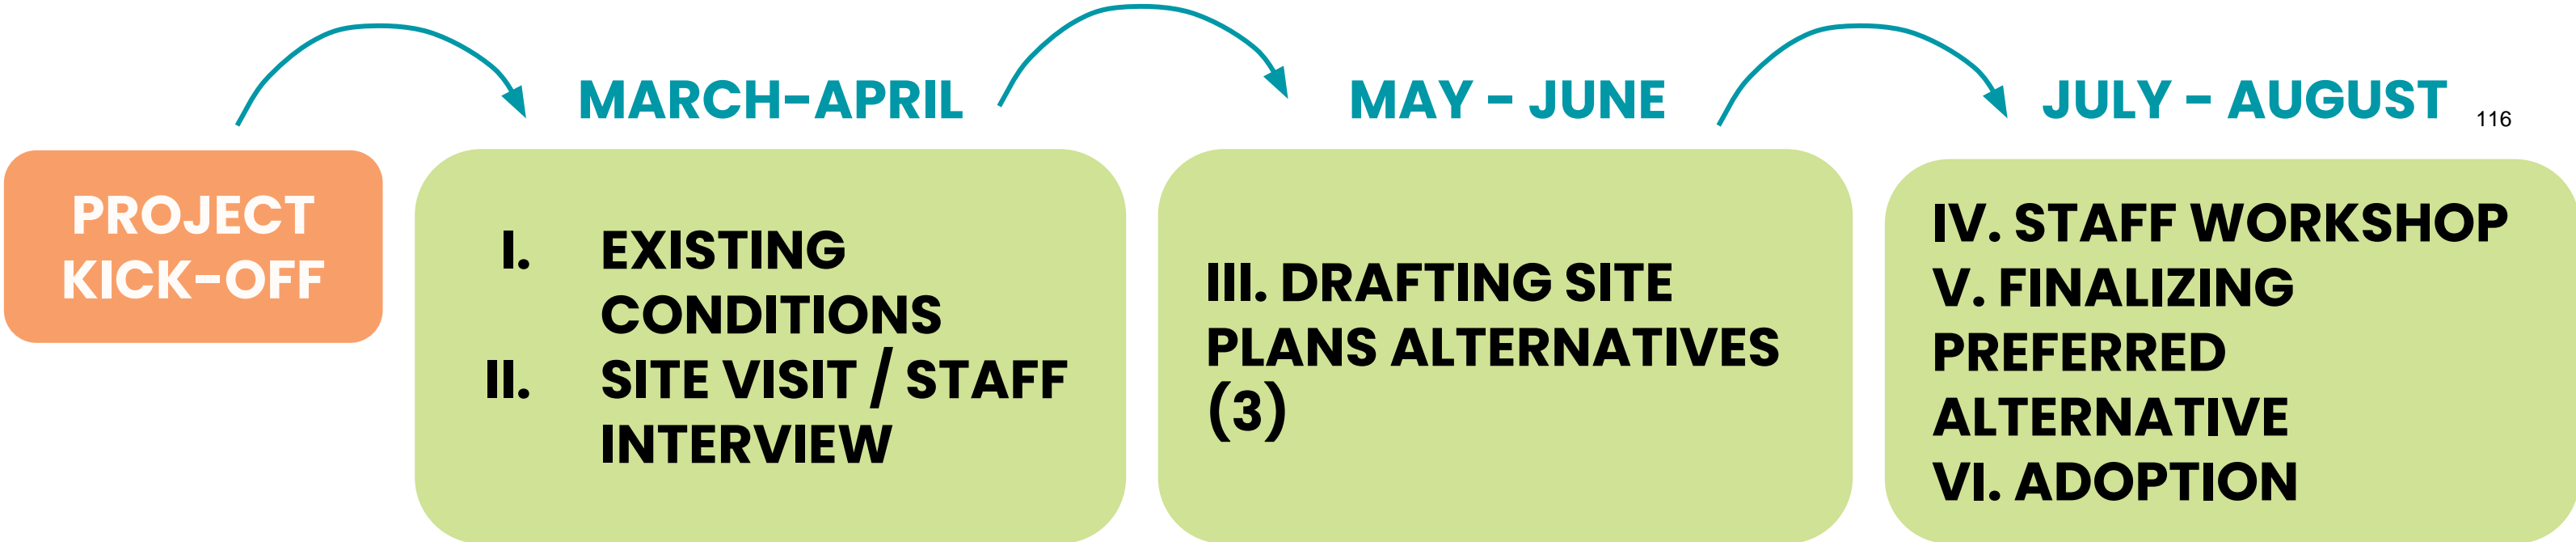 PROJECT
KICK-OFF
MARCH-APRIL
I. EXISTING
CONDITIONS
II. SITE VISIT / STAFF
INTERVIEW
MAY - JUNE
III. DRAFTING SITE
PLANS ALTERNATIVES
(3)
JULY - AUGUST
116
IV. STAFF WORKSHOP
V. FINALIZING
PREFERRED
ALTERNATIVE
VI. ADOPTION